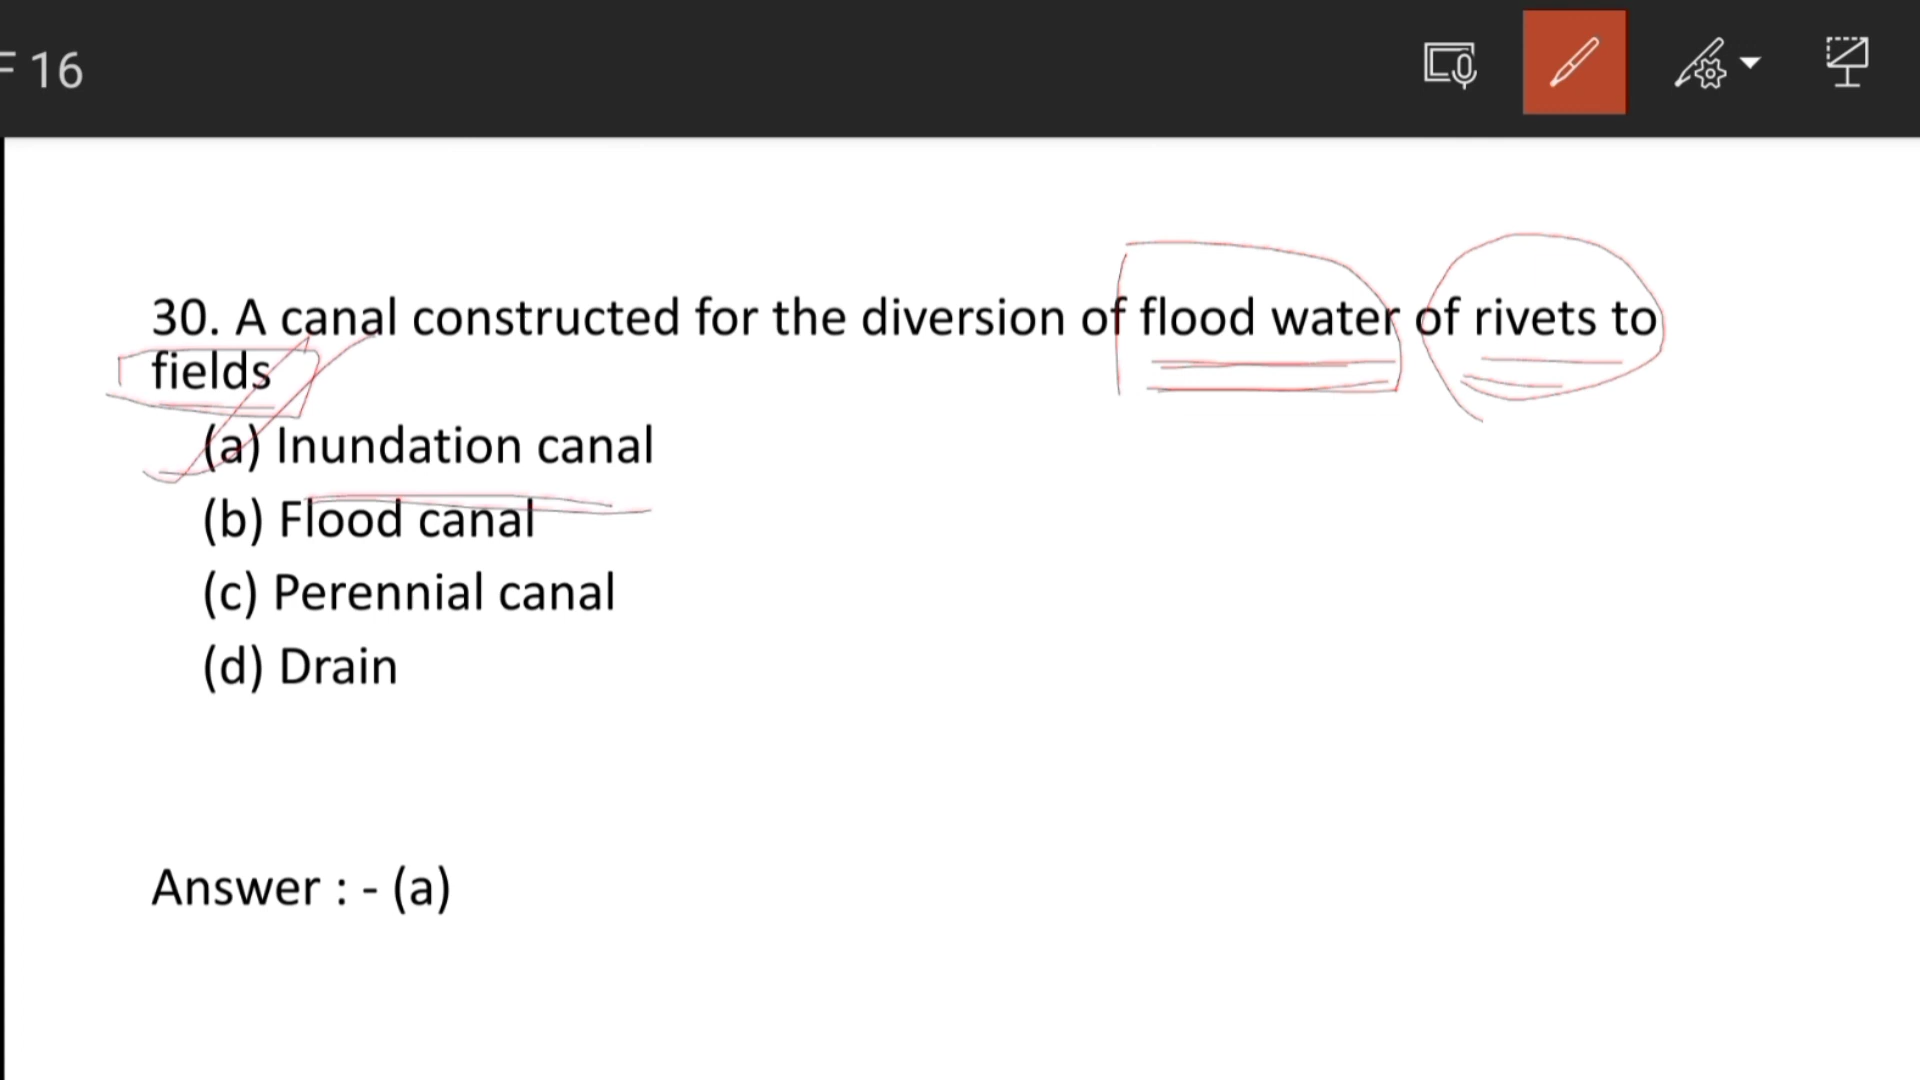 16
30. A canal constructed for the diversion of flood water of rivets to
fields
(a) Inundation canal
(b) Flood canal
(c) Perennial canal
(d) Drain
Answer : - (a)